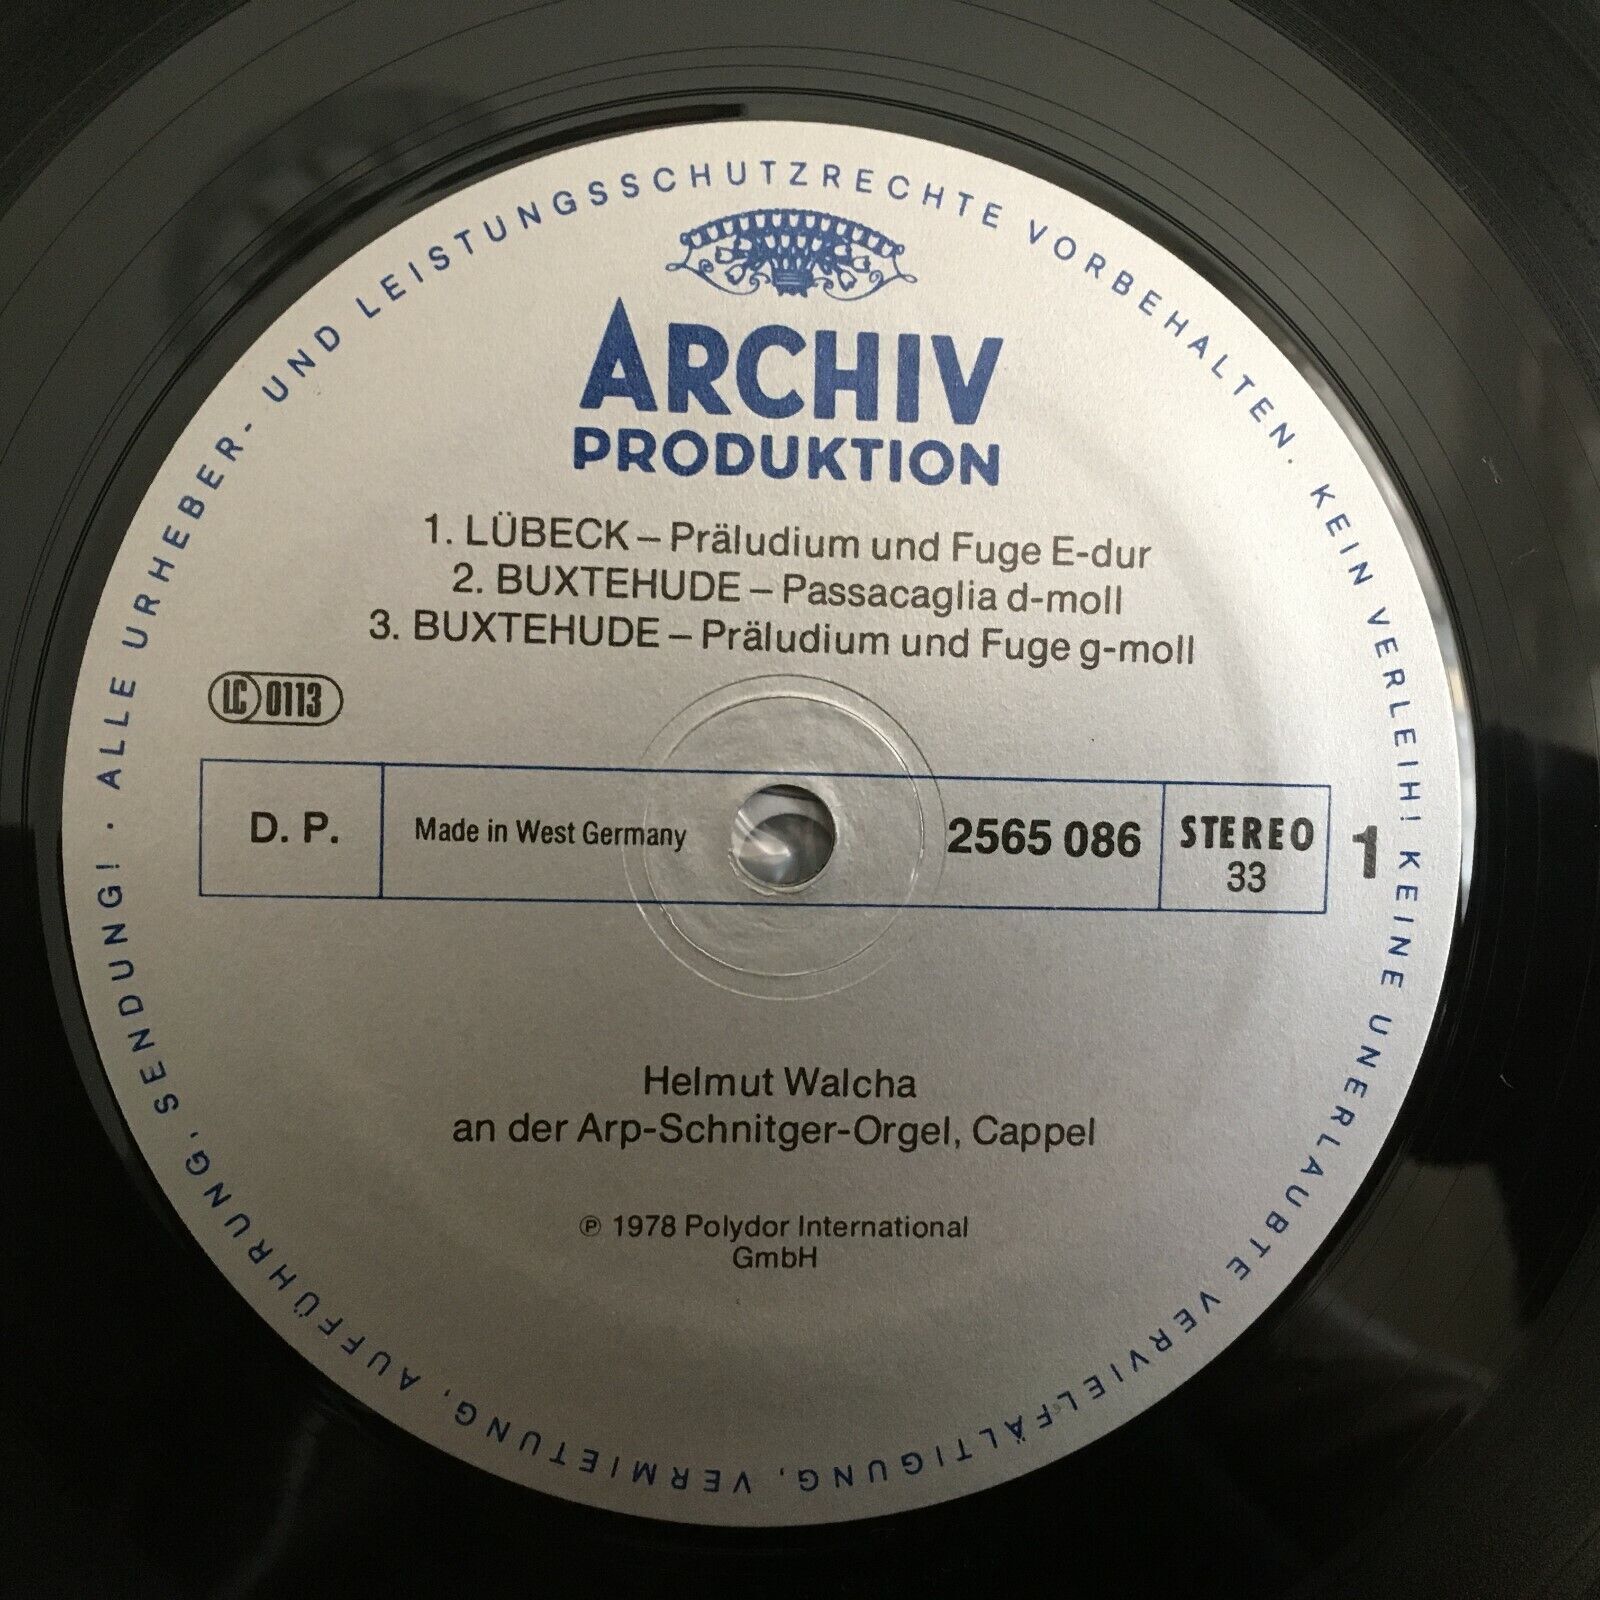 ALLE URHEBER- UND LEISTUNGSSCHUTZRECHTE VORBEHALTEN. KEIN VERLEIH! KEINE UNERLAUBTE VERVIELFÄLTIGUNG, VERMIETUNG, AUFFÜHRUNG, SENDUNG! ·
ARCHIV
PRODUKTION
1. LÜBECK – Präludium und Fuge E-dur
2. BUXTEHUDE – Passacaglia d-moll
3. BUXTEHUDE – Präludium und Fuge g-moll
LC 0113
D. P.
Made in West Germany
2565 086
STEREO
33
1
Helmut Walcha
an der Arp-Schnitger-Orgel, Cappel
℗ 1978 Polydor International
GmbH